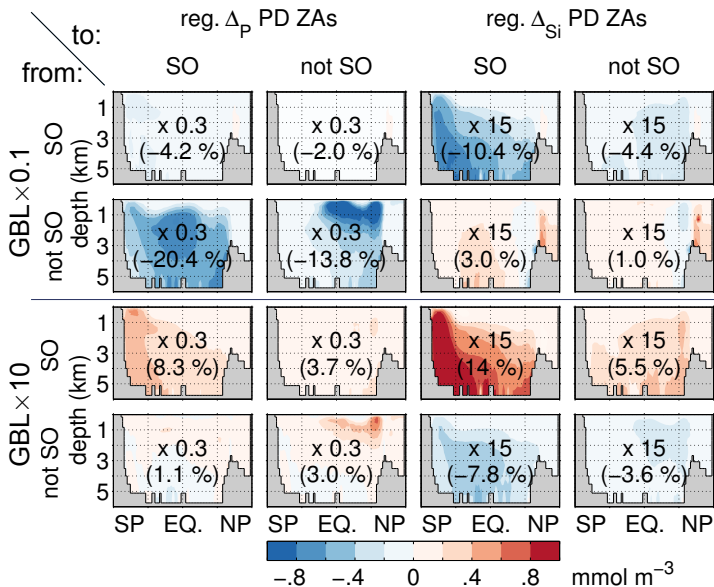 to: reg. Δ_P PD ZAs reg. Δ_Si PD ZAs
from: SO not SO SO not SO
GBL×0.1
SO
1 3 5
x 0.3 x 0.3 x 15 x 15
(−4.2 %) (−2.0 %) (−10.4 %) (−4.4 %)
depth (km)
not SO
1 3 5
x 0.3 x 0.3 x 15 x 15
(−20.4 %) (−13.8 %) (3.0 %) (1.0 %)
GBL×10
SO
1 3 5
x 0.3 x 0.3 x 15 x 15
(8.3 %) (3.7 %) (14 %) (5.5 %)
depth (km)
not SO
1 3 5
x 0.3 x 0.3 x 15 x 15
(1.1 %) (3.0 %) (−7.8 %) (−3.6 %)
SP EQ. NP SP EQ. NP SP EQ. NP SP EQ. NP
−.8 −.4 0 .4 .8 mmol m⁻³